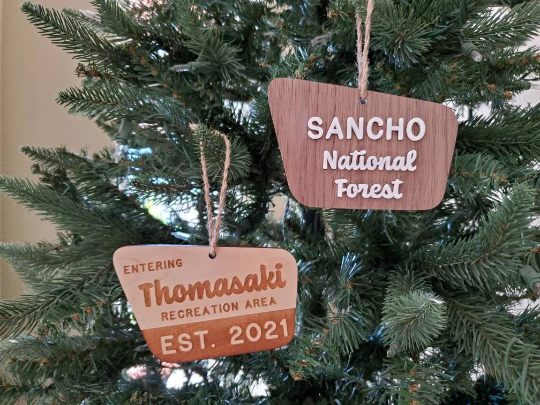 SANCHO
National
Forest
ENTERING
Thomasaki
RECREATION AREA
EST. 2021